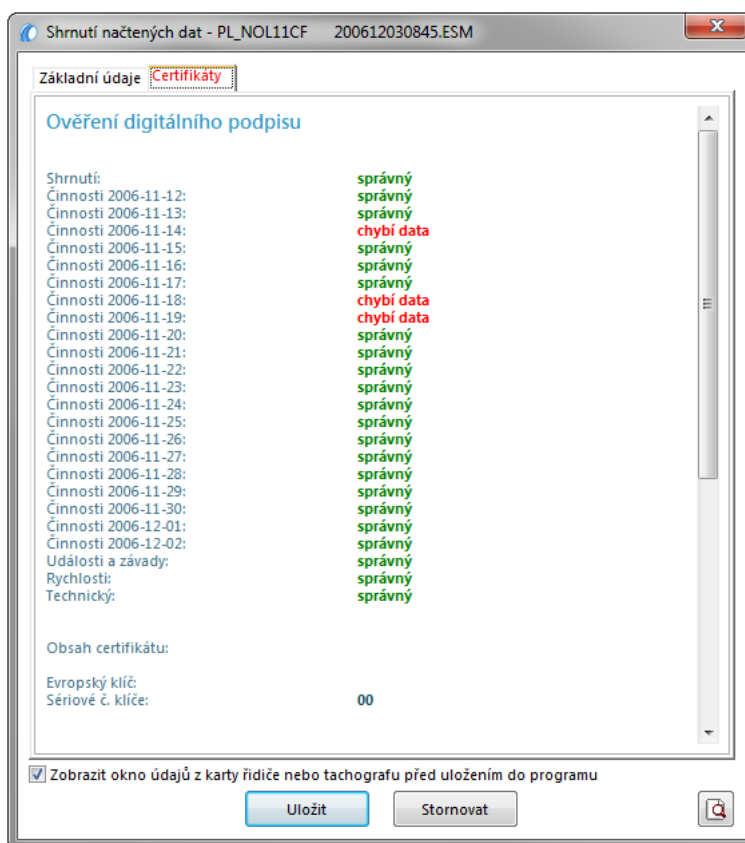 Shrnutí načtených dat - PL_NOL11CF 200612030845.ESM
Základní údaje Certifikáty
Ověření digitálního podpisu
Shrnutí: správný
Činnosti 2006-11-12: správný
Činnosti 2006-11-13: správný
Činnosti 2006-11-14: chybí data
Činnosti 2006-11-15: správný
Činnosti 2006-11-16: správný
Činnosti 2006-11-17: správný
Činnosti 2006-11-18: chybí data
Činnosti 2006-11-19: chybí data
Činnosti 2006-11-20: správný
Činnosti 2006-11-21: správný
Činnosti 2006-11-22: správný
Činnosti 2006-11-23: správný
Činnosti 2006-11-24: správný
Činnosti 2006-11-25: správný
Činnosti 2006-11-26: správný
Činnosti 2006-11-27: správný
Činnosti 2006-11-28: správný
Činnosti 2006-11-29: správný
Činnosti 2006-11-30: správný
Činnosti 2006-12-01: správný
Činnosti 2006-12-02: správný
Události a závady: správný
Rychlosti: správný
Technický: správný
Obsah certifikátu:
Evropský klíč:
Sériové č. klíče: 00
Zobrazit okno údajů z karty řidiče nebo tachografu před uložením do programu
Uložit Stornovat